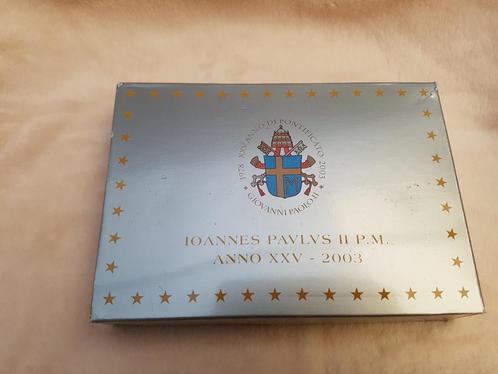 1978 XXV ANNO DI PONTIFICATO 2003
GIOVANNI PAOLO II
M
IOANNES PAVLVS II P.M.
ANNO XXV - 2003